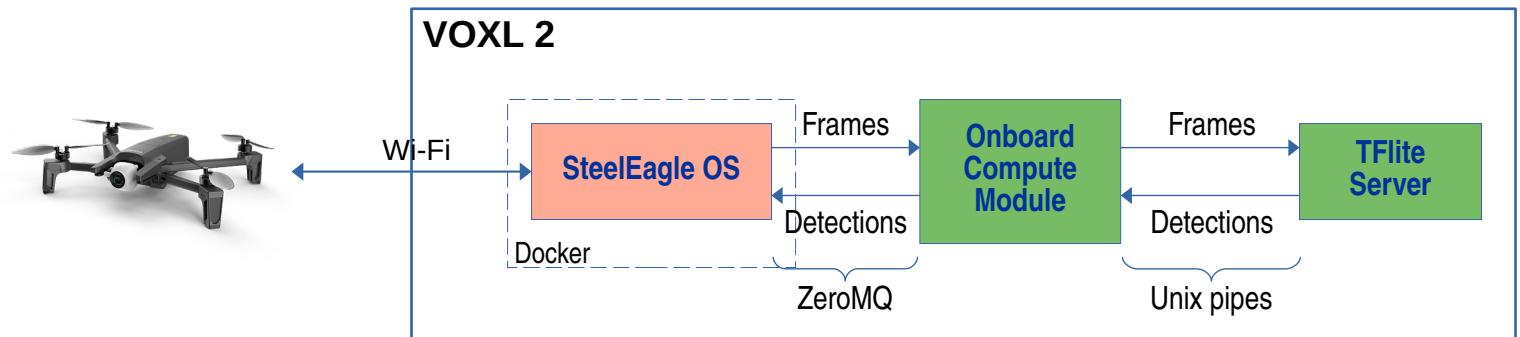 VOXL 2
Wi-Fi
SteelEagle OS
Docker
Frames
Detections
ZeroMQ
Onboard
Compute
Module
Frames
Detections
Unix pipes
TFlite
Server